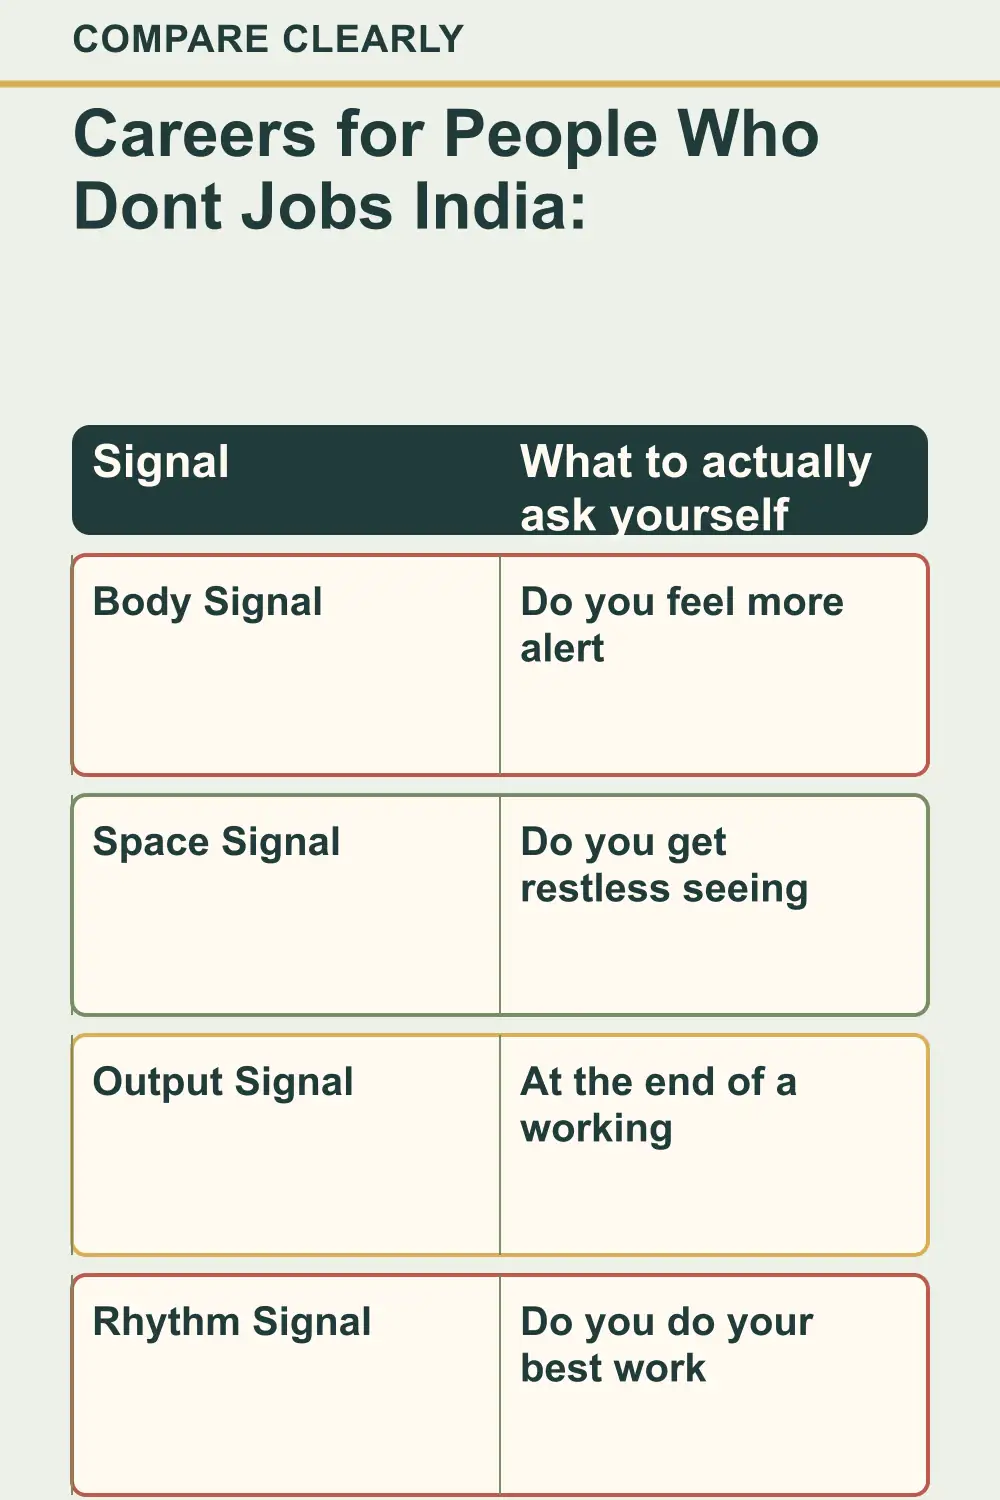 COMPARE CLEARLY
Careers for People Who
Dont Jobs India:
Signal
What to actually
ask yourself
Body Signal
Do you feel more
alert
Space Signal
Do you get
restless seeing
Output Signal
At the end of a
working
Rhythm Signal
Do you do your
best work